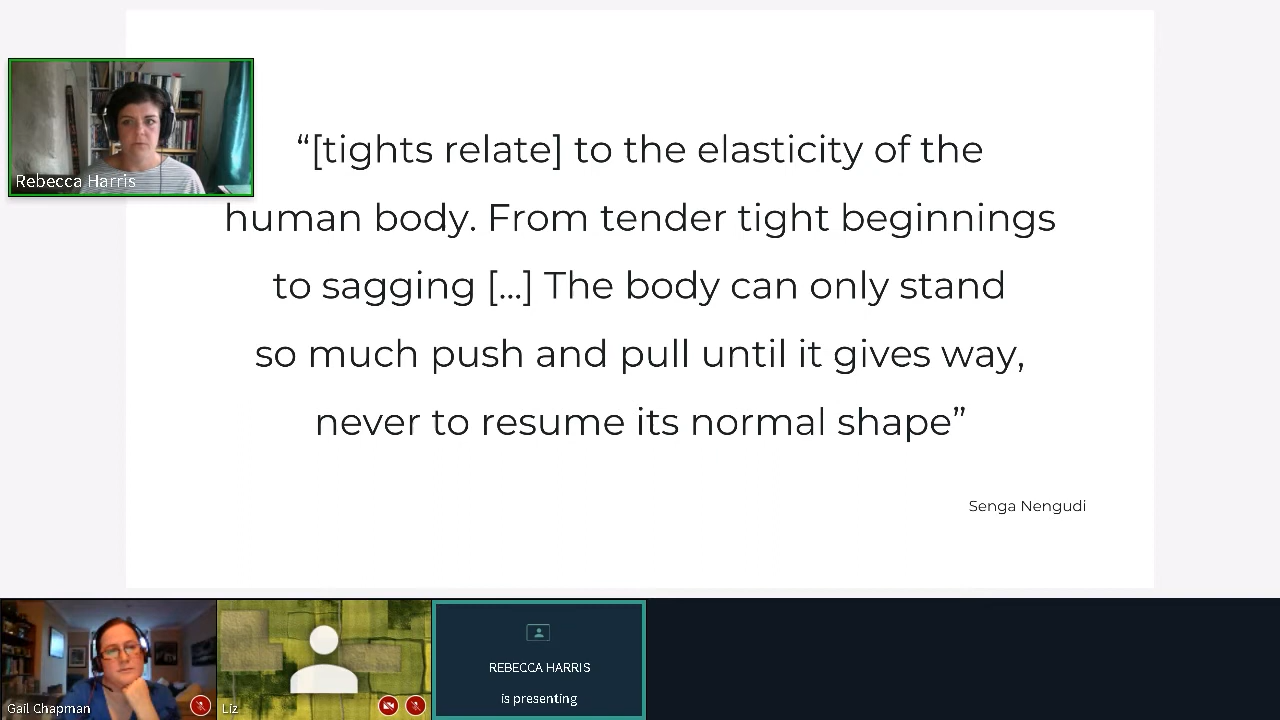 “[tights relate] to the elasticity of the
human body. From tender tight beginnings
to sagging [...] The body can only stand
so much push and pull until it gives way,
never to resume its normal shape”
Senga Nengudi
Rebecca Harris
Gail Chapman
Liz
REBECCA HARRIS
is presenting